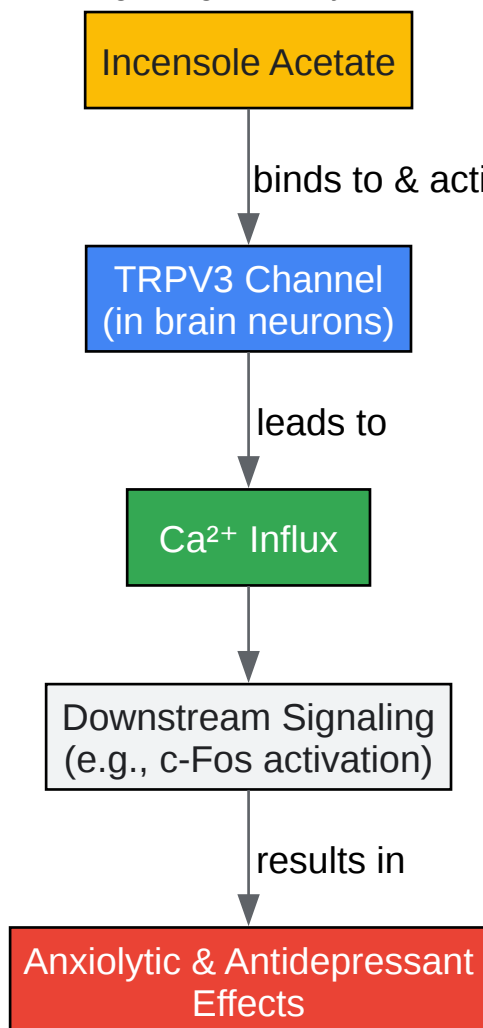 Incensole Acetate
binds to & acti
TRPV3 Channel
(in brain neurons)
leads to
Ca²⁺ Influx
Downstream Signaling
(e.g., c-Fos activation)
results in
Anxiolytic & Antidepressant
Effects